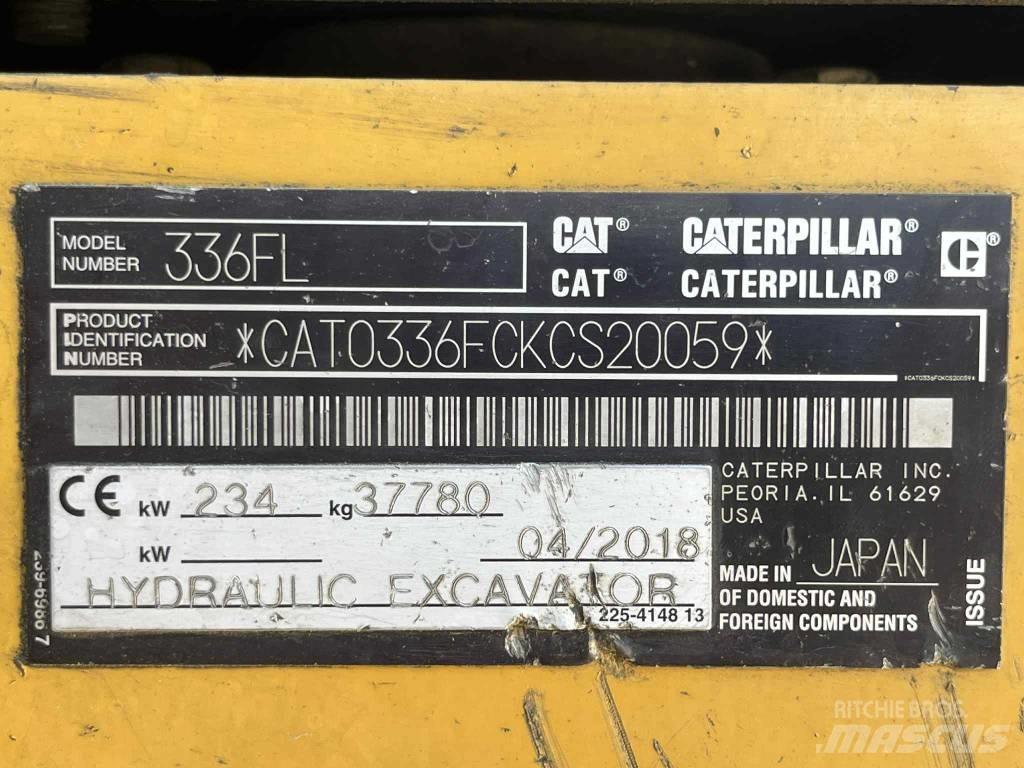 MODEL NUMBER 336FL
CAT® CATERPILLAR® ®
CAT® CATERPILLAR®
PRODUCT IDENTIFICATION NUMBER *CAT0336FCKCS20059*
*CAT0336FCKCS20059*
CE kW 234 kg 37780
kW 04/2018
HYDRAULIC EXCAVATOR
225-4148 13
CATERPILLAR INC.
PEORIA. IL 61629
USA
MADE IN JAPAN
OF DOMESTIC AND
FOREIGN COMPONENTS
ISSUE
RITCHIE BROS.
MASCUS